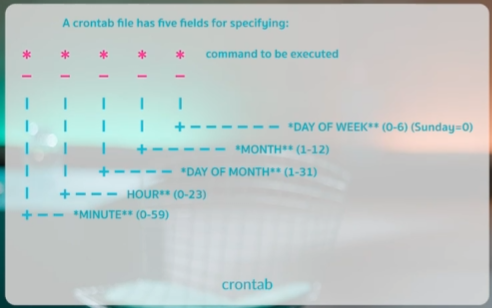 A crontab file has five fields for specifying:
* * * * * command to be executed
– – – – –
| | | | |
| | | | +------- *DAY OF WEEK** (0-6) (Sunday=0)
| | | +------- *MONTH** (1-12)
| | +----- *DAY OF MONTH** (1-31)
| +---- HOUR** (0-23)
+--- *MINUTE** (0-59)
crontab